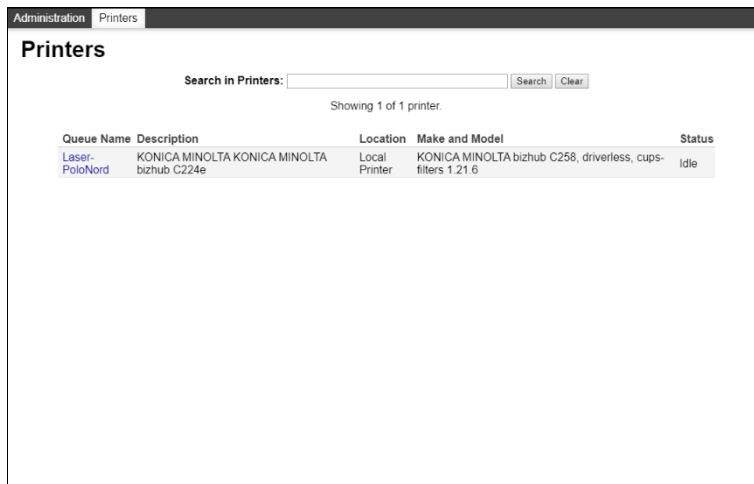 Administration Printers
Printers
Search in Printers: Search Clear
Showing 1 of 1 printer.
Queue Name Description Location Make and Model Status
Laser- KONICA MINOLTA KONICA MINOLTA Local KONICA MINOLTA bizhub C258, driverless, cups- Idle
PoloNord bizhub C224e Printer filters 1.21.6